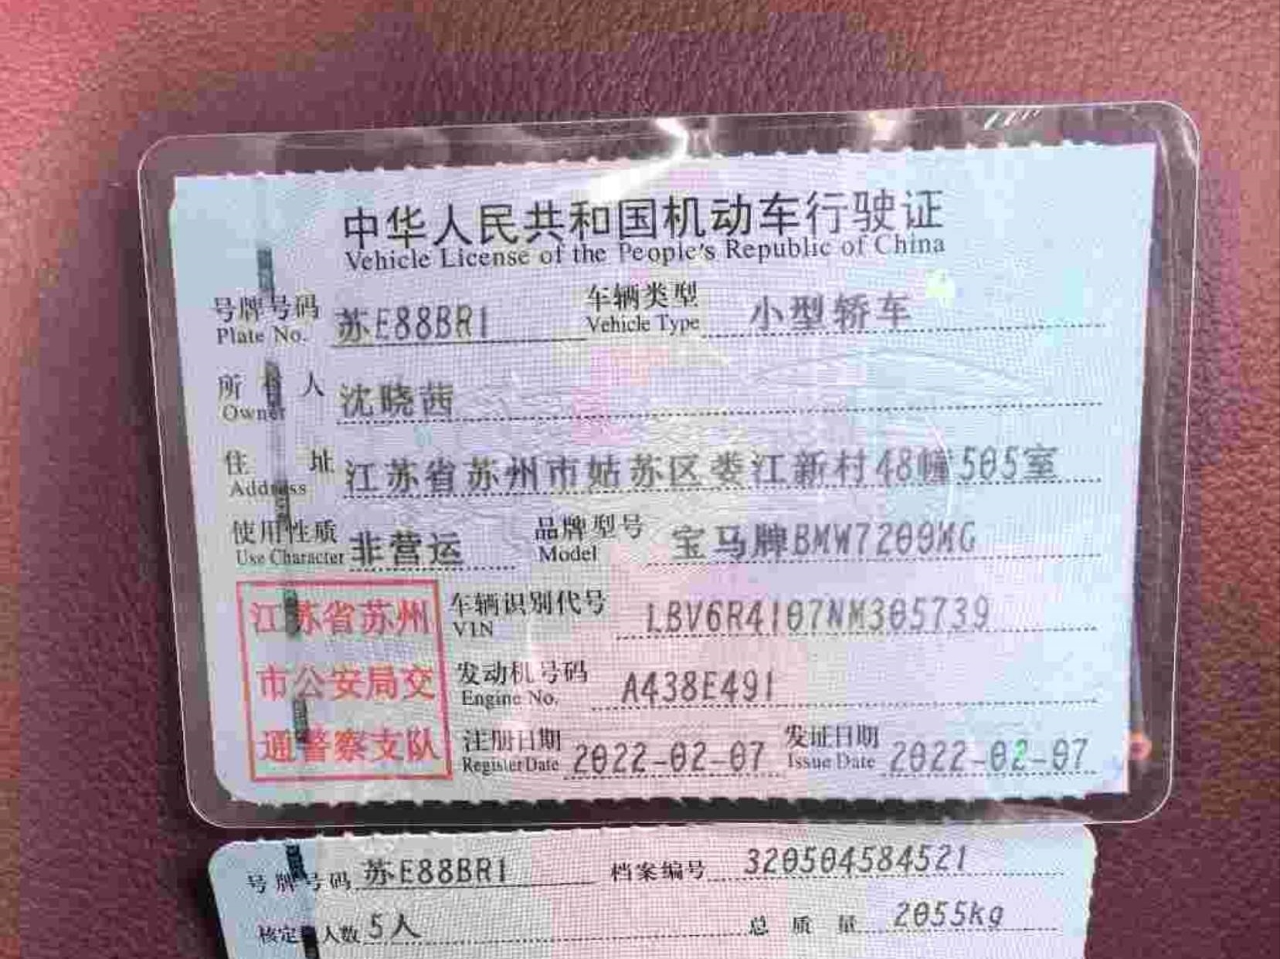 中华人民共和国机动车行驶证
Vehicle License of the People's Republic of China
号牌号码 苏E88BR1 车辆类型 小型轿车
Plate No. Vehicle Type
所有人 沈晓茜
Owner
住址 江苏省苏州市姑苏区娄江新村48幢505室
Address
使用性质 非营运 品牌型号 宝马牌BMW7200MG
Use Character Model
江苏省苏州
市公安局交
通警察支队
车辆识别代号 LBV6R4107NM305739
VIN
发动机号码 A438E491
Engine No.
注册日期 2022-02-07 发证日期 2022-02-07
Register Date Issue Date
号牌号码 苏E88BR1 档案编号 320504584521
核定人数 5人 总质量 2055kg